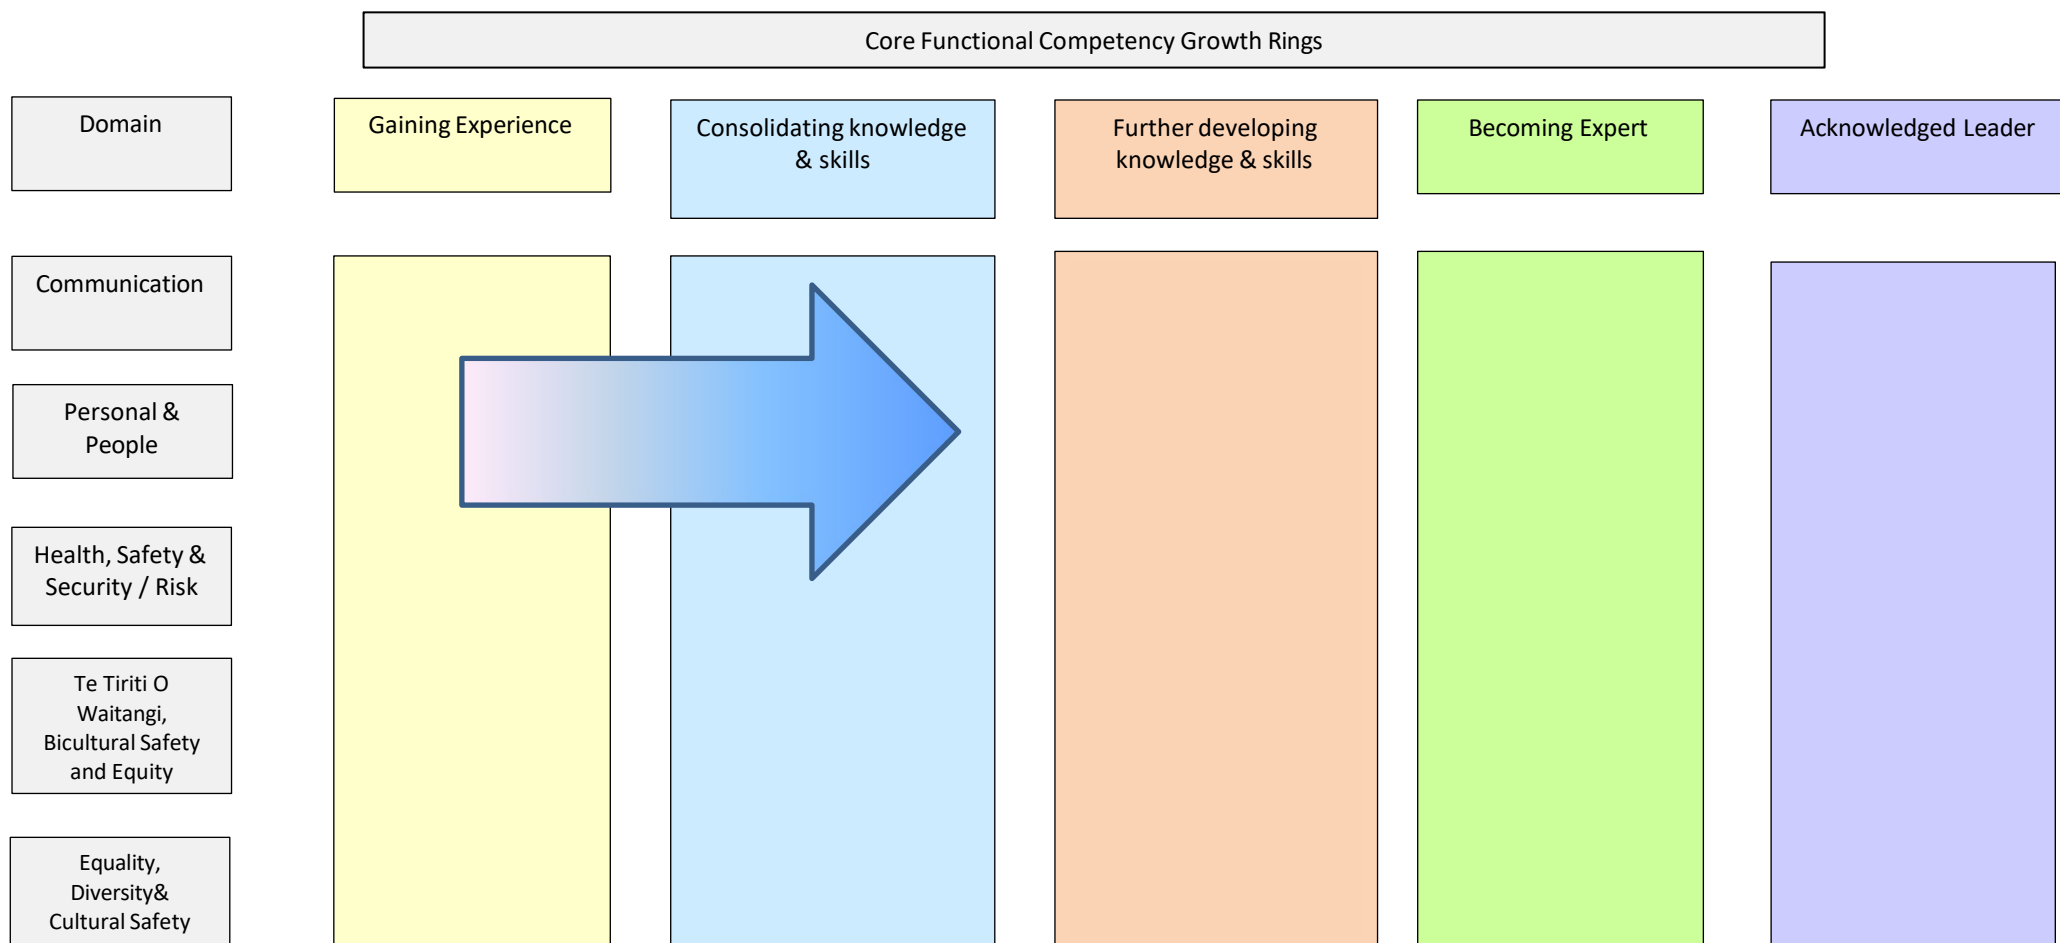 Core Functional Competency Growth Rings
Domain
Gaining Experience
Consolidating knowledge
& skills
Further developing
knowledge & skills
Becoming Expert
Acknowledged Leader
Communication
Personal &
People
Health, Safety &
Security / Risk
Te Tiriti O
Waitangi,
Bicultural Safety
and Equity
Equality,
Diversity&
Cultural Safety